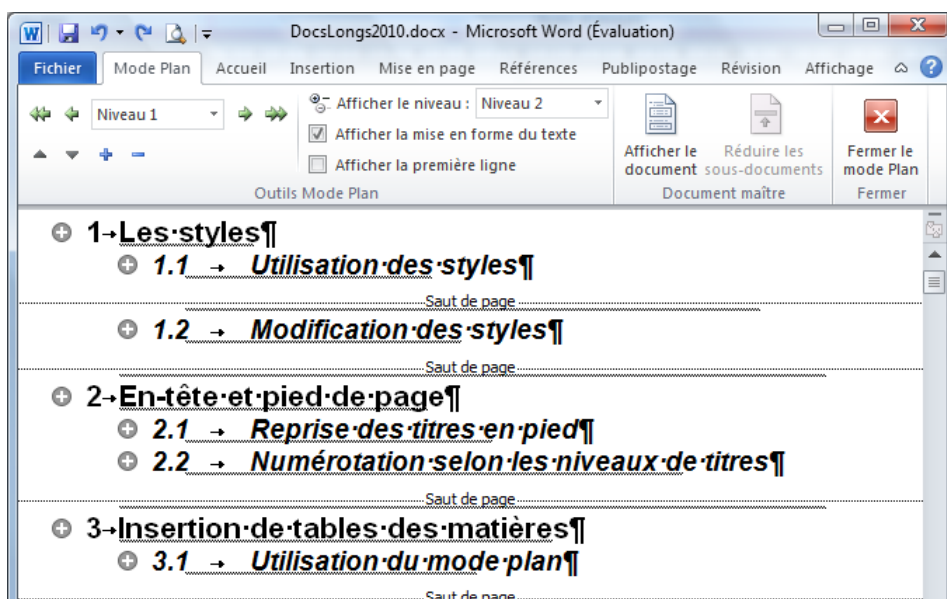 DocsLongs2010.docx - Microsoft Word (Évaluation)
Fichier Mode Plan Accueil Insertion Mise en page Références Publipostage Révision Affichage
Niveau 1
Afficher le niveau : Niveau 2
Afficher la mise en forme du texte
Afficher la première ligne
Outils Mode Plan
Afficher le document
Réduire les sous-documents
Document maître
Fermer le mode Plan
Fermer
1→Les·styles¶
1.1 → Utilisation·des·styles¶
Saut de page
1.2 → Modification·des·styles¶
Saut de page
2→En-tête·et·pied·de·page¶
2.1 → Reprise·des·titres·en·pied¶
2.2 → Numérotation·selon·les·niveaux·de·titres¶
Saut de page
3→Insertion·de·tables·des·matières¶
3.1 → Utilisation·du·mode·plan¶
Saut de page